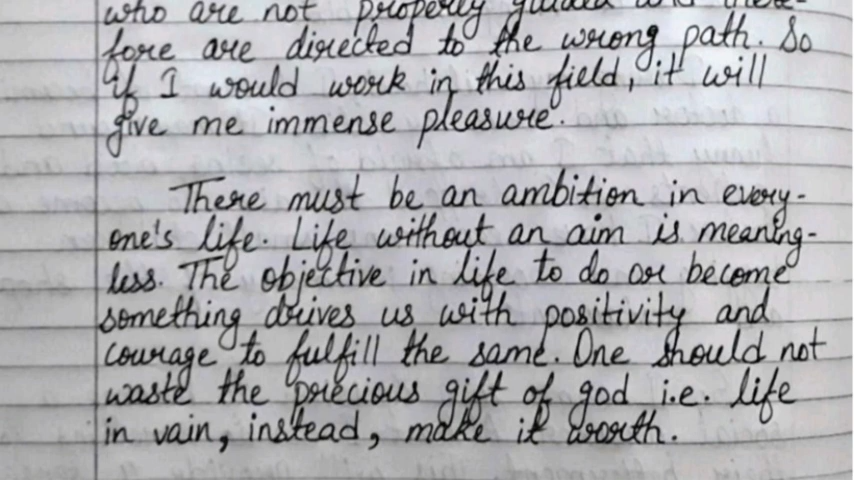 who are not properly guided and there-
fore are directed to the wrong path. So
if I would work in this field, it will
give me immense pleasure.
There must be an ambition in every-
one's life. Life without an aim is meaning-
less. The objective in life to do or become
something drives us with positivity and
courage to fulfill the same. One should not
waste the precious gift of god i.e. life
in vain, instead, make it worth.